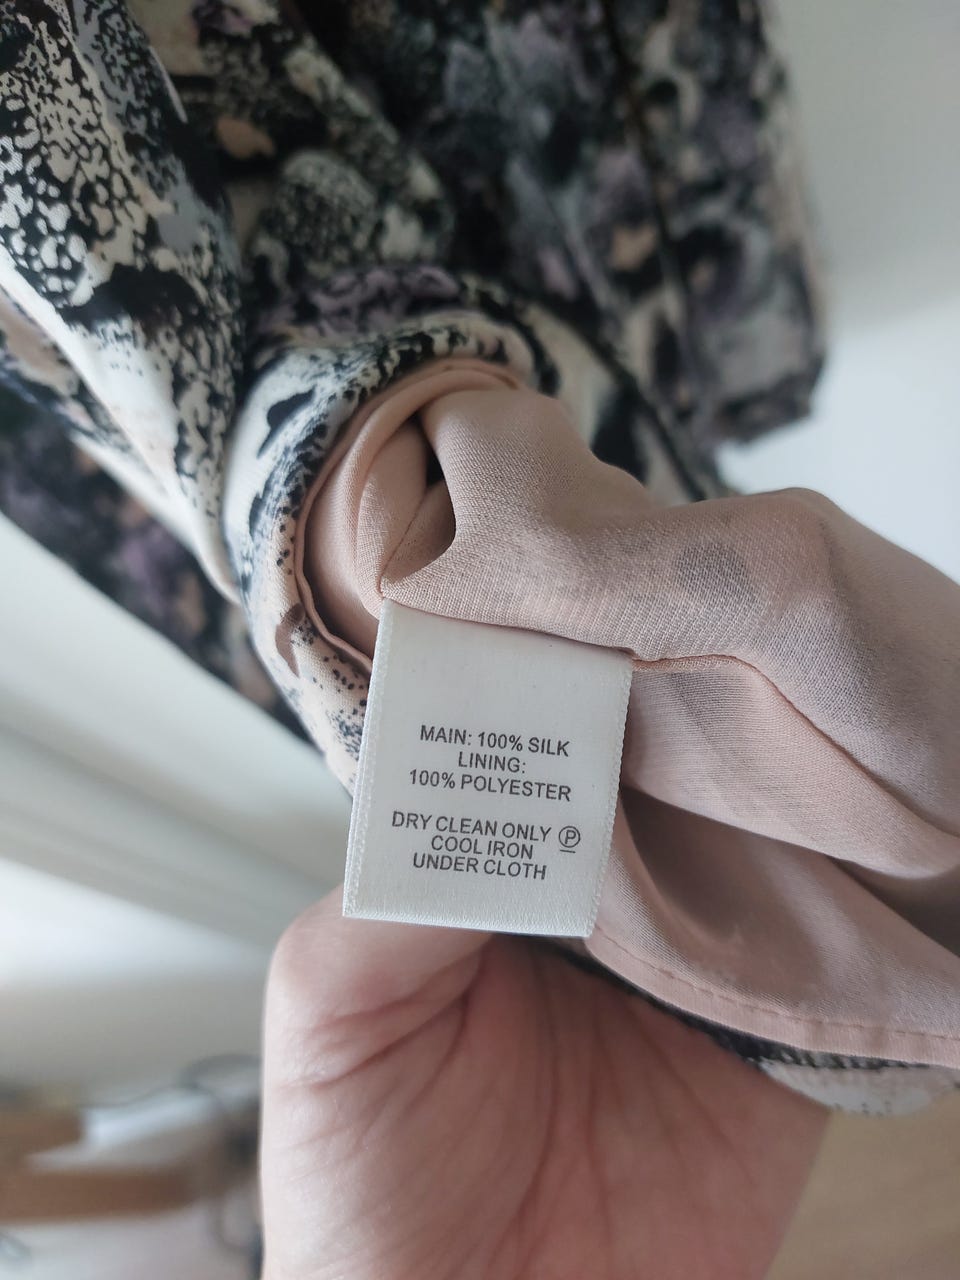 MAIN: 100% SILK
LINING:
100% POLYESTER
DRY CLEAN ONLY Ⓟ
COOL IRON
UNDER CLOTH